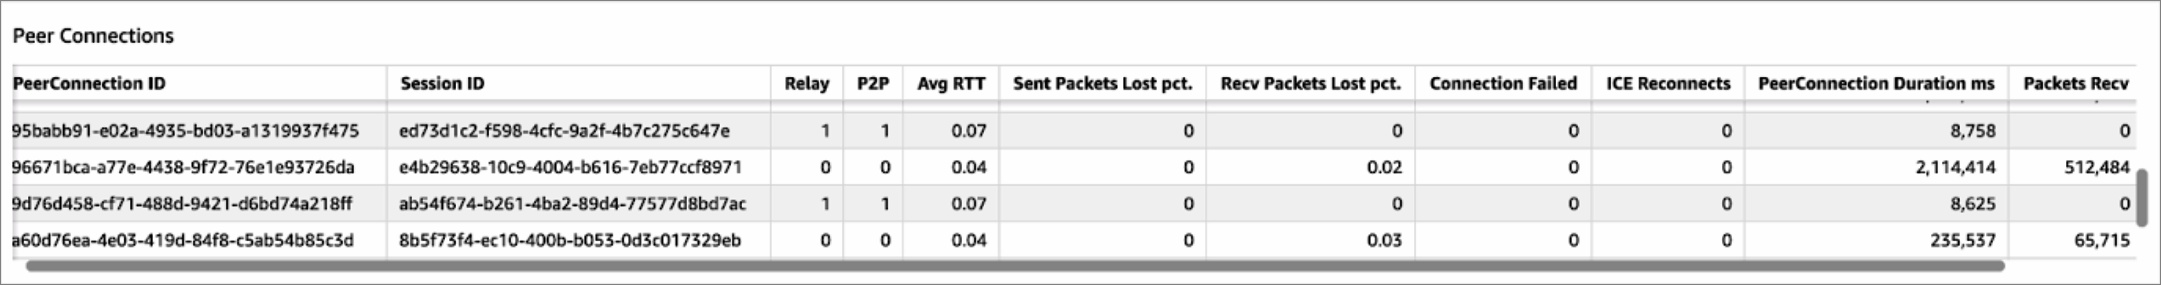 Peer Connections
PeerConnection ID Session ID Relay P2P Avg RTT Sent Packets Lost pct. Recv Packets Lost pct. Connection Failed ICE Reconnects PeerConnection Duration ms Packets Recv
95babb91-e02a-4935-bd03-a1319937f475 ed73d1c2-f598-4cfc-9a2f-4b7c275c647e 1 1 0.07 0 0 0 0 8,758 0
96671bca-a77e-4438-9f72-76e1e93726da e4b29638-10c9-4004-b616-7eb77ccf8971 0 0 0.04 0 0.02 0 0 2,114,414 512,484
9d76d458-cf71-488d-9421-d6bd74a218ff ab54f674-b261-4ba2-89d4-77577d8bd7ac 1 1 0.07 0 0 0 0 8,625 0
a60d76ea-4e03-419d-84f8-c5ab54b85c3d 8b5f73f4-ec10-400b-b053-0d3c017329eb 0 0 0.04 0 0.03 0 0 235,537 65,715